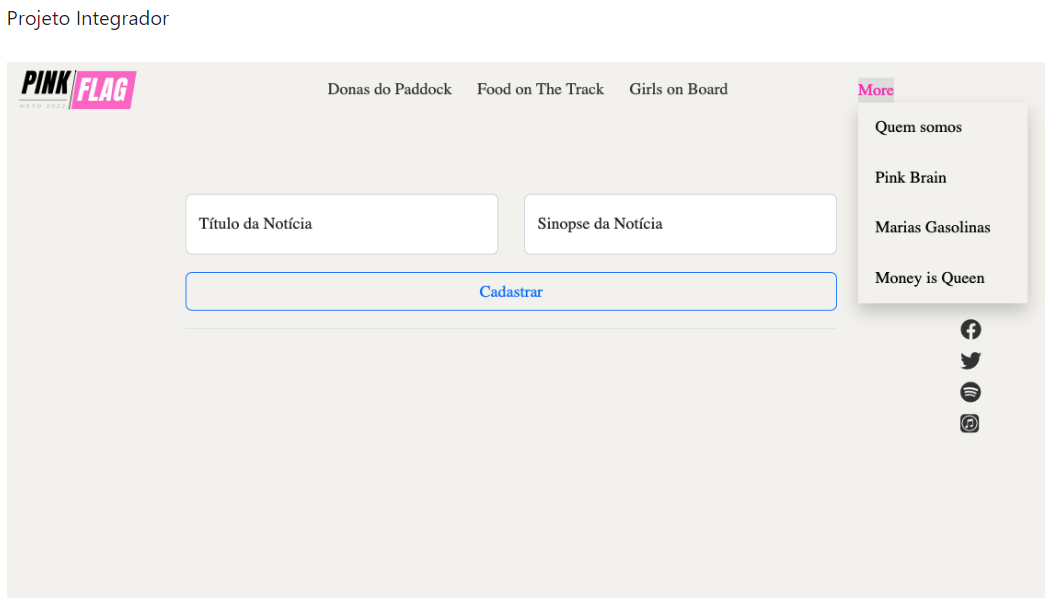 Projeto Integrador
PINK FLAG
METO 2022
Donas do Paddock Food on The Track Girls on Board More
Quem somos
Pink Brain
Marias Gasolinas
Money is Queen
Título da Notícia Sinopse da Notícia
Cadastrar